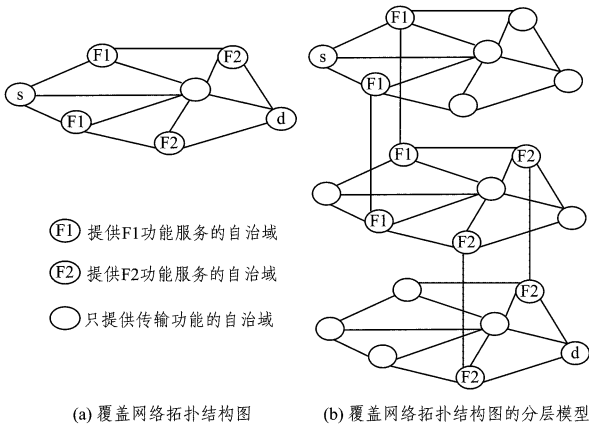 F1
F2
s
F1
F2
d
F1 提供F1功能服务的自治域
F2 提供F2功能服务的自治域
只提供传输功能的自治域
(a) 覆盖网络拓扑结构图
F1
s
F1
F1
F2
F1
F2
F2
d
F2
(b) 覆盖网络拓扑结构图的分层模型